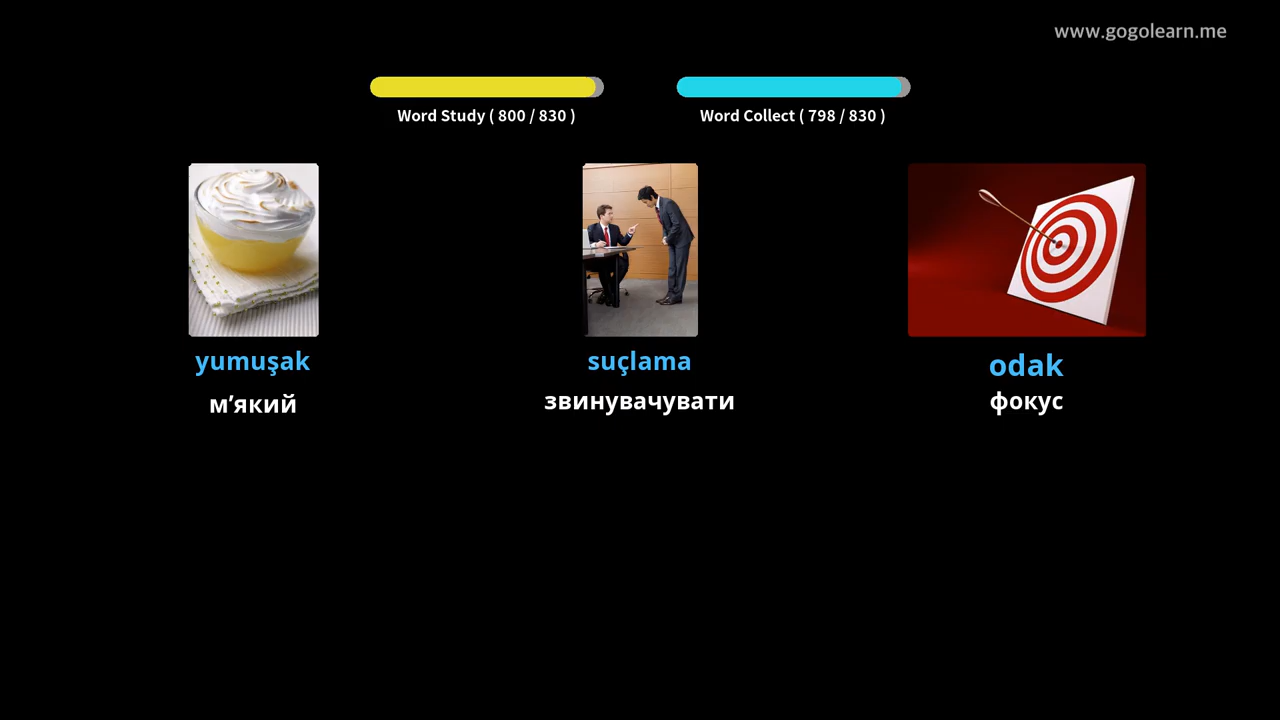 www.gogolearn.me
Word Study ( 800 / 830 )
Word Collect ( 798 / 830 )
yumuşak
suçlama
odak
м’який
звинувачувати
фокус